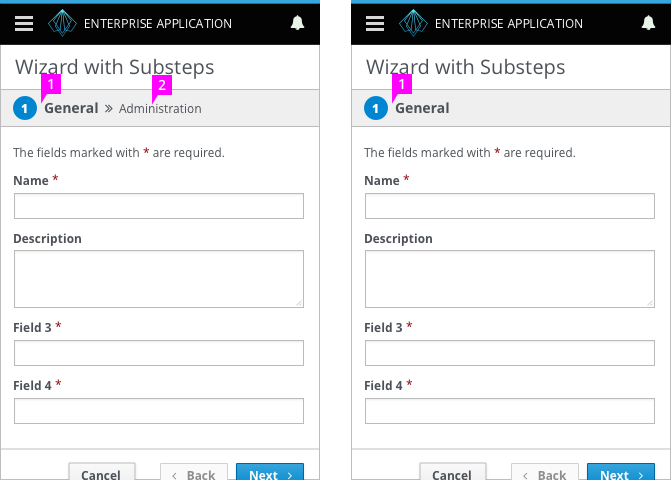 ENTERPRISE APPLICATION
Wizard with Substeps
1 2
1 General » Administration
The fields marked with * are required.
Name *
Description
Field 3 *
Field 4 *
Cancel < Back Next >
ENTERPRISE APPLICATION
Wizard with Substeps
1
1 General
The fields marked with * are required.
Name *
Description
Field 3 *
Field 4 *
Cancel < Back Next >